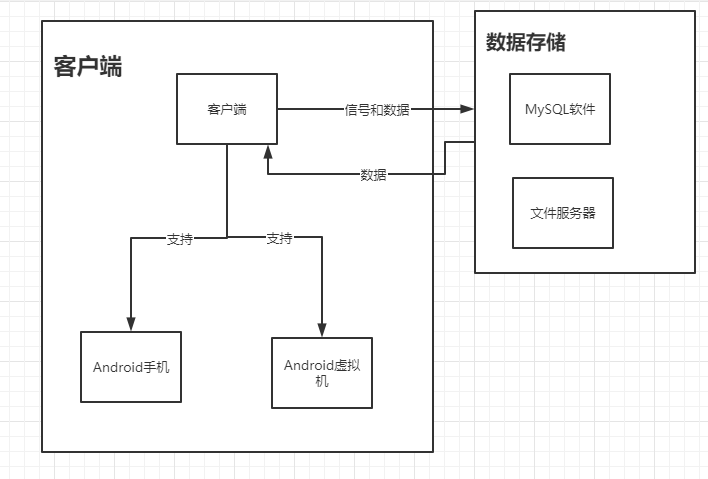 客户端
客户端
信号和数据
数据
支持
支持
Android手机
Android虚拟
机
数据存储
MySQL软件
文件服务器